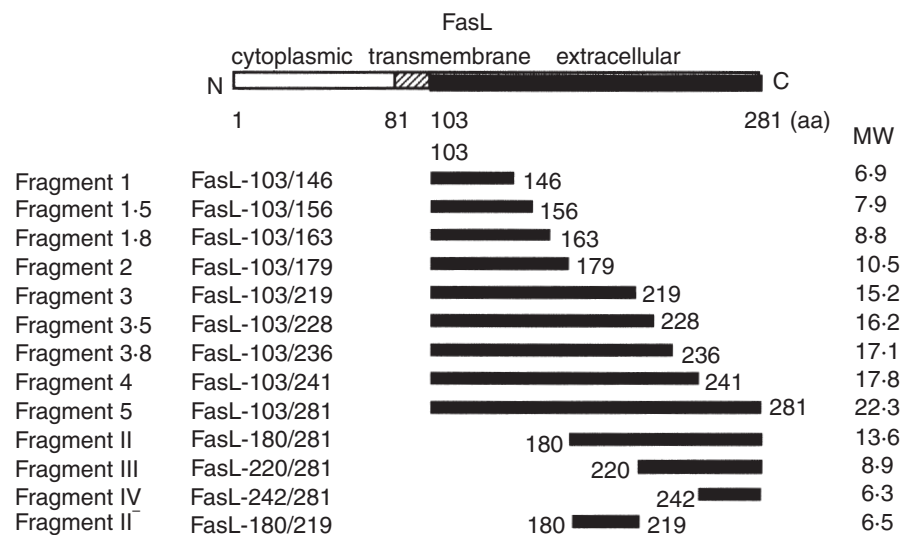 FasL
cytoplasmic transmembrane extracellular
N C
1 81 103 281 (aa)
MW
103
Fragment 1 FasL-103/146 146 6·9
Fragment 1·5 FasL-103/156 156 7·9
Fragment 1·8 FasL-103/163 163 8·8
Fragment 2 FasL-103/179 179 10·5
Fragment 3 FasL-103/219 219 15·2
Fragment 3·5 FasL-103/228 228 16·2
Fragment 3·8 FasL-103/236 236 17·1
Fragment 4 FasL-103/241 241 17·8
Fragment 5 FasL-103/281 281 22·3
Fragment II FasL-180/281 180 13·6
Fragment III FasL-220/281 220 8·9
Fragment IV FasL-242/281 242 6·3
Fragment II¯ FasL-180/219 180 219 6·5